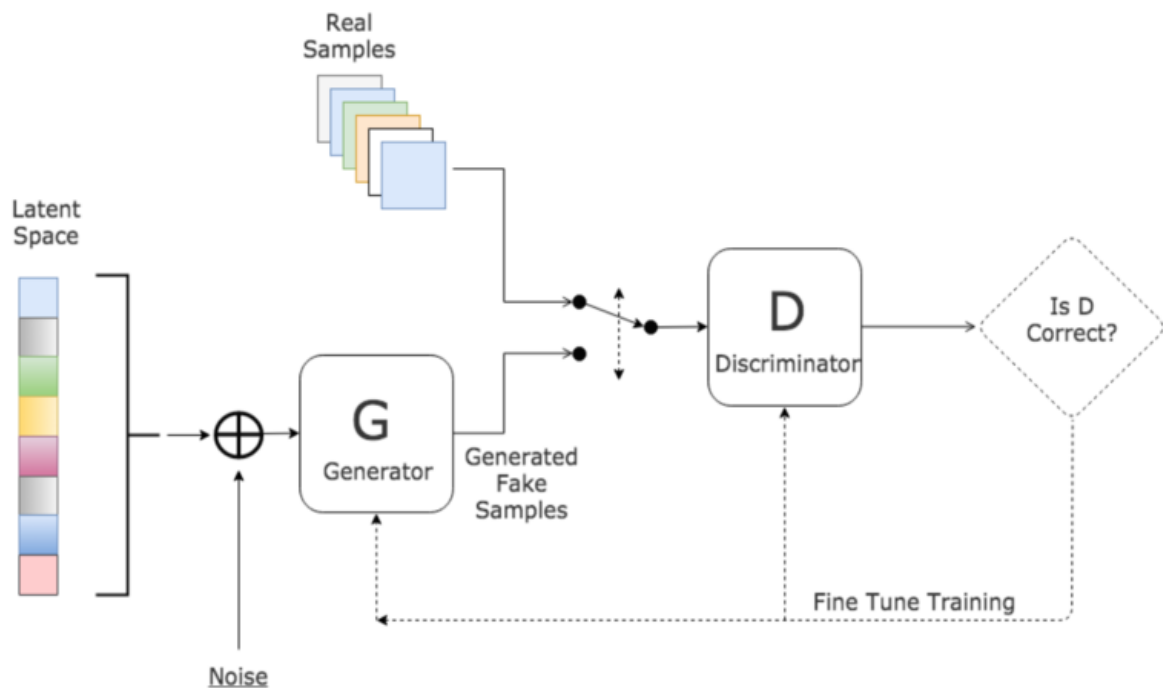 Real
Samples
Latent
Space
D
Discriminator
Is D
Correct?
G
Generator
Generated
Fake
Samples
Fine Tune Training
Noise